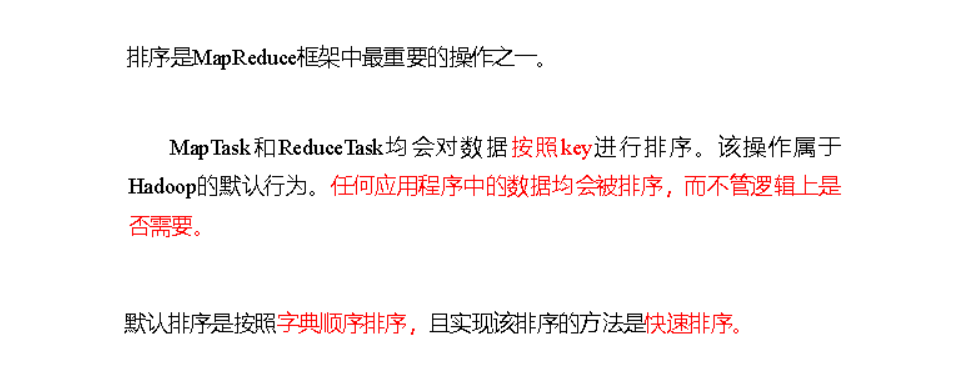 排序是MapReduce框架中最重要的操作之一。
MapTask和ReduceTask均会对数据按照key进行排序。该操作属于
Hadoop的默认行为。任何应用程序中的数据均会被排序，而不管逻辑上是
否需要。
默认排序是按照字典顺序排序，且实现该排序的方法是快速排序。